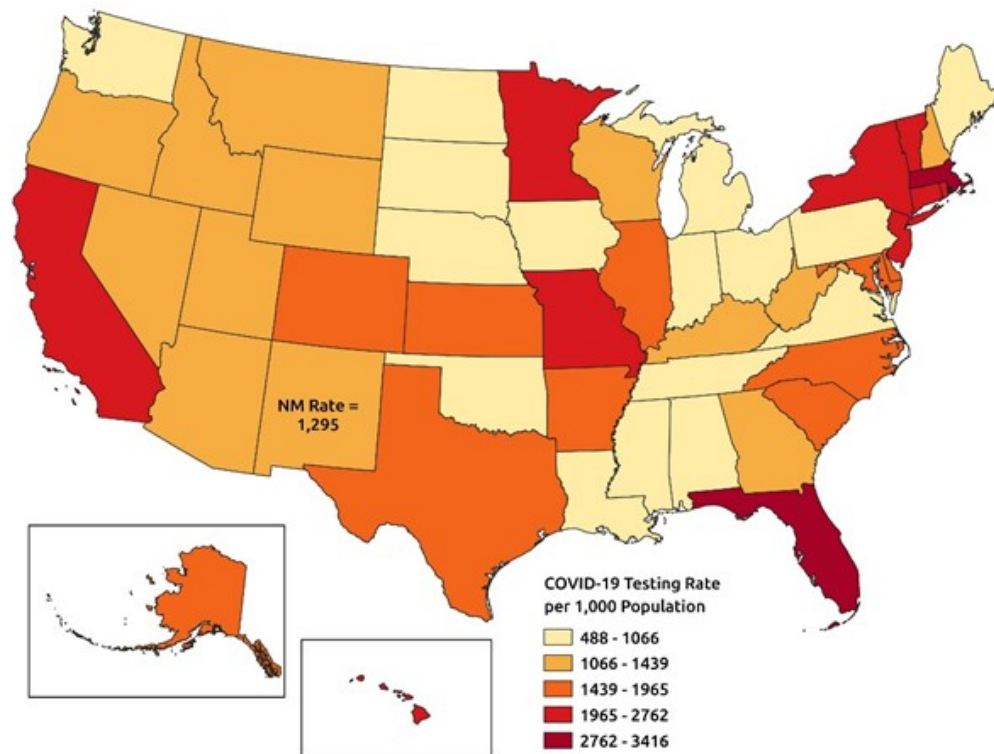 NM Rate =
1,295
COVID-19 Testing Rate
per 1,000 Population
488 - 1066
1066 - 1439
1439 - 1965
1965 - 2762
2762 - 3416